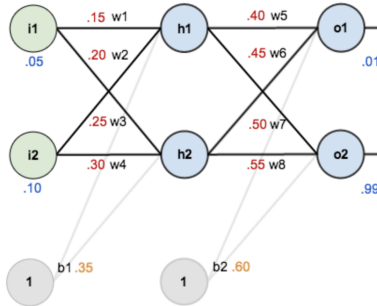 i1 .15 w1 h1 .40 w5 o1
.05 .20 w2 .45 w6 .01
.25 w3 .50 w7
i2 .30 w4 h2 .55 w8 o2
.10 .99
1 b1 .35 1 b2 .60